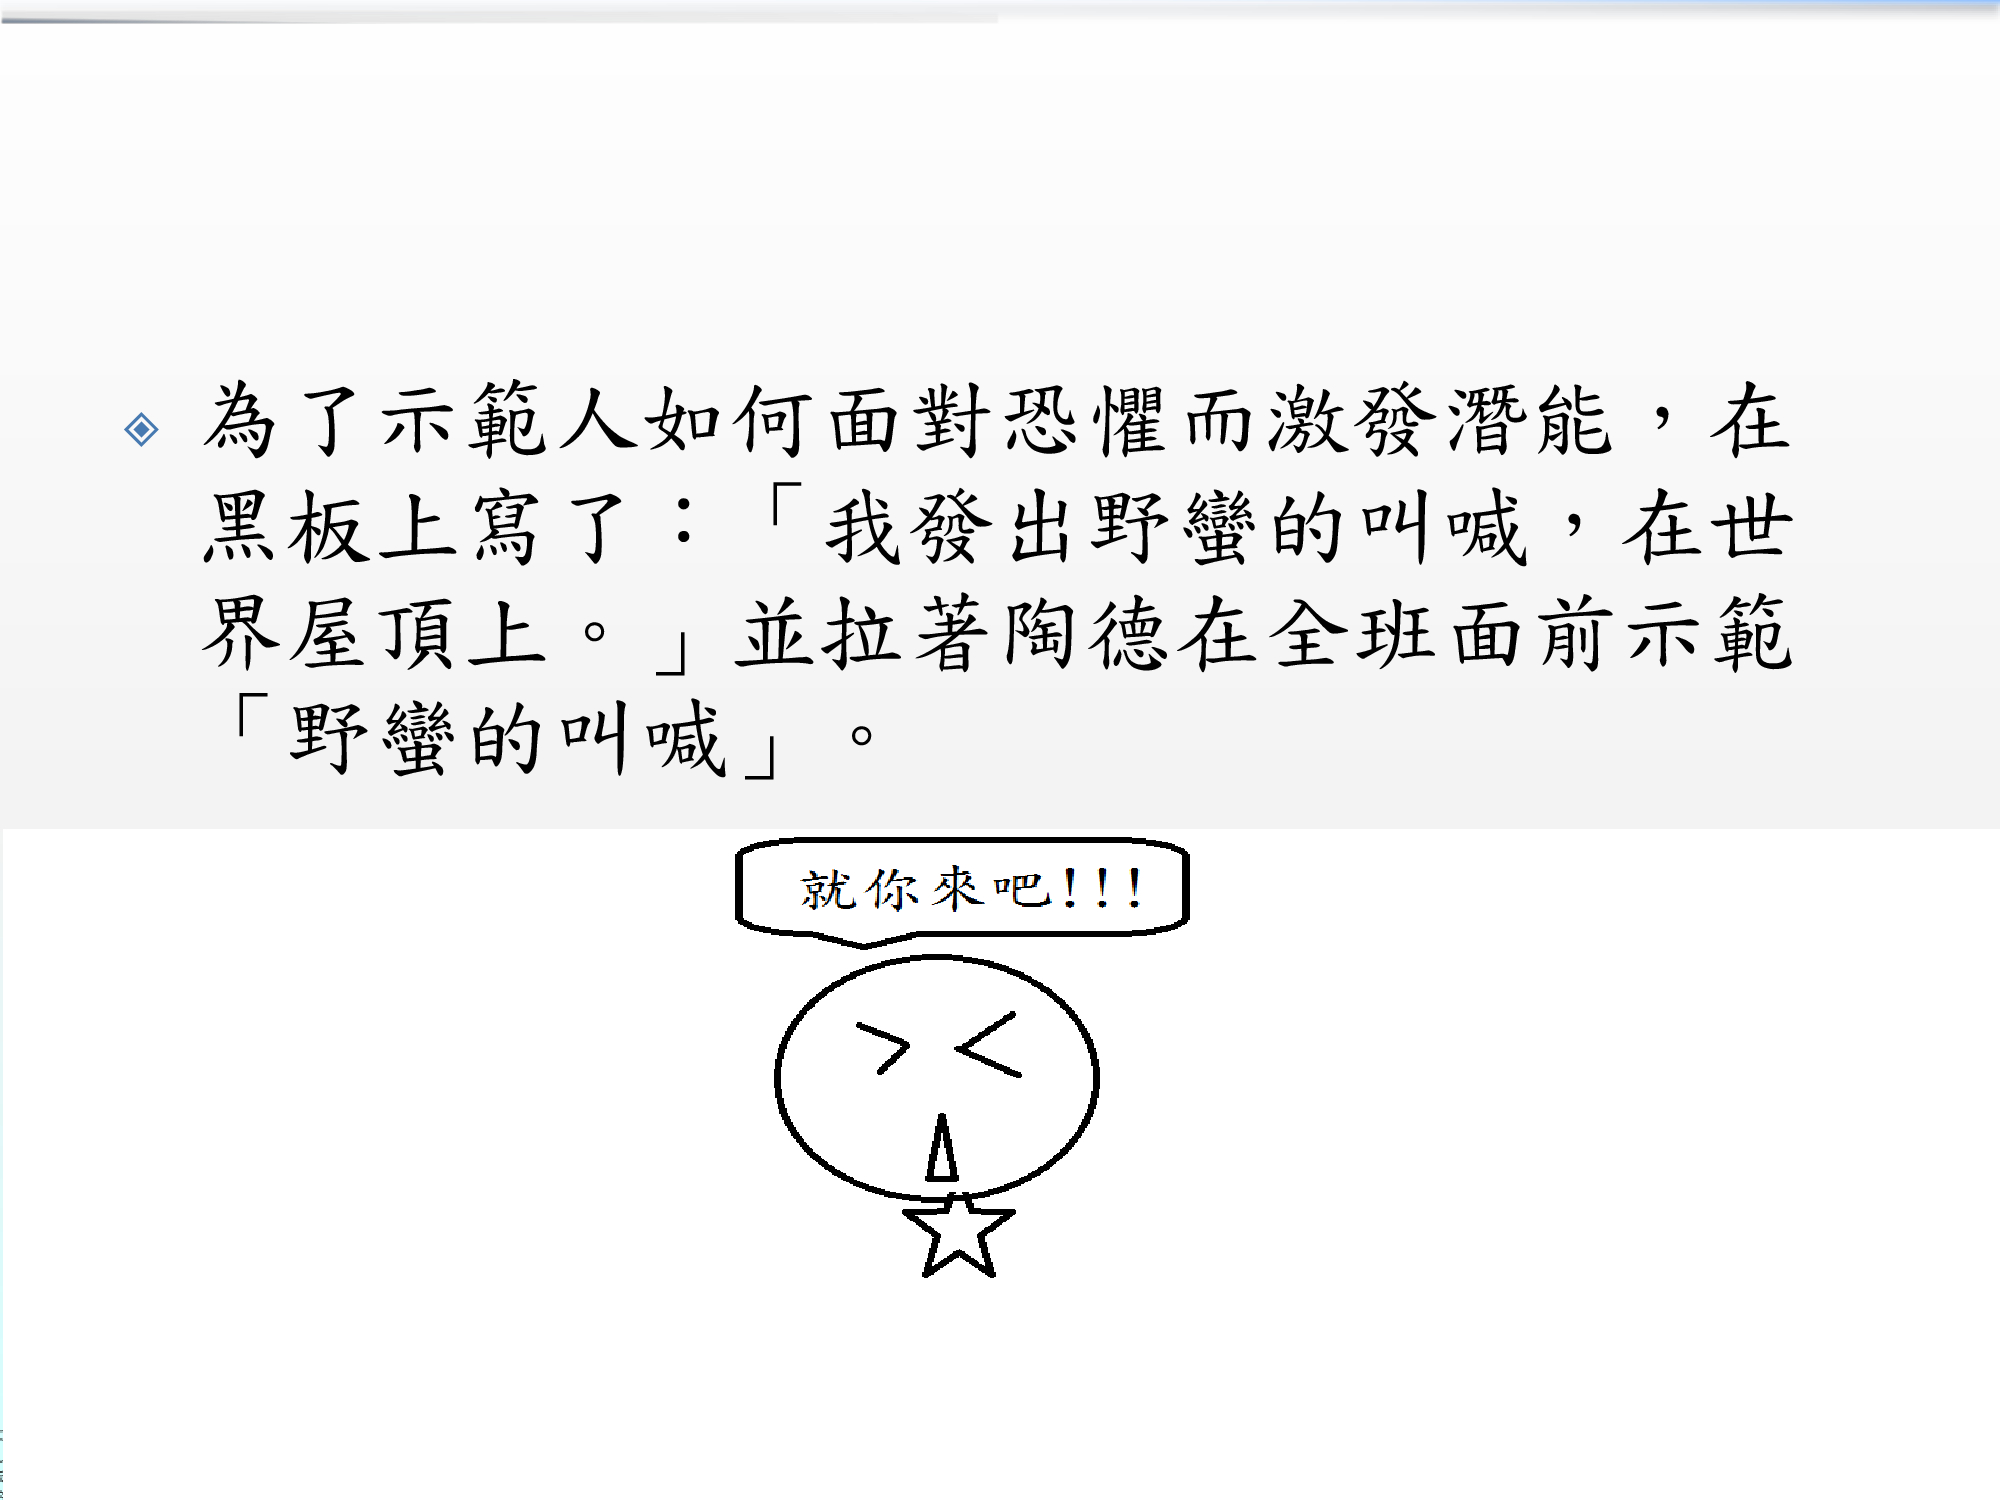 為了示範人如何面對恐懼而激發潛能，在
黑板上寫了：「我發出野蠻的叫喊，在世
界屋頂上。」並拉著陶德在全班面前示範
「野蠻的叫喊」。
就你來吧!!!